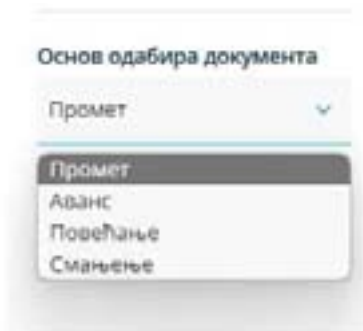 Основ одабира документа
Промет
Промет
Аванс
Повећање
Смањење